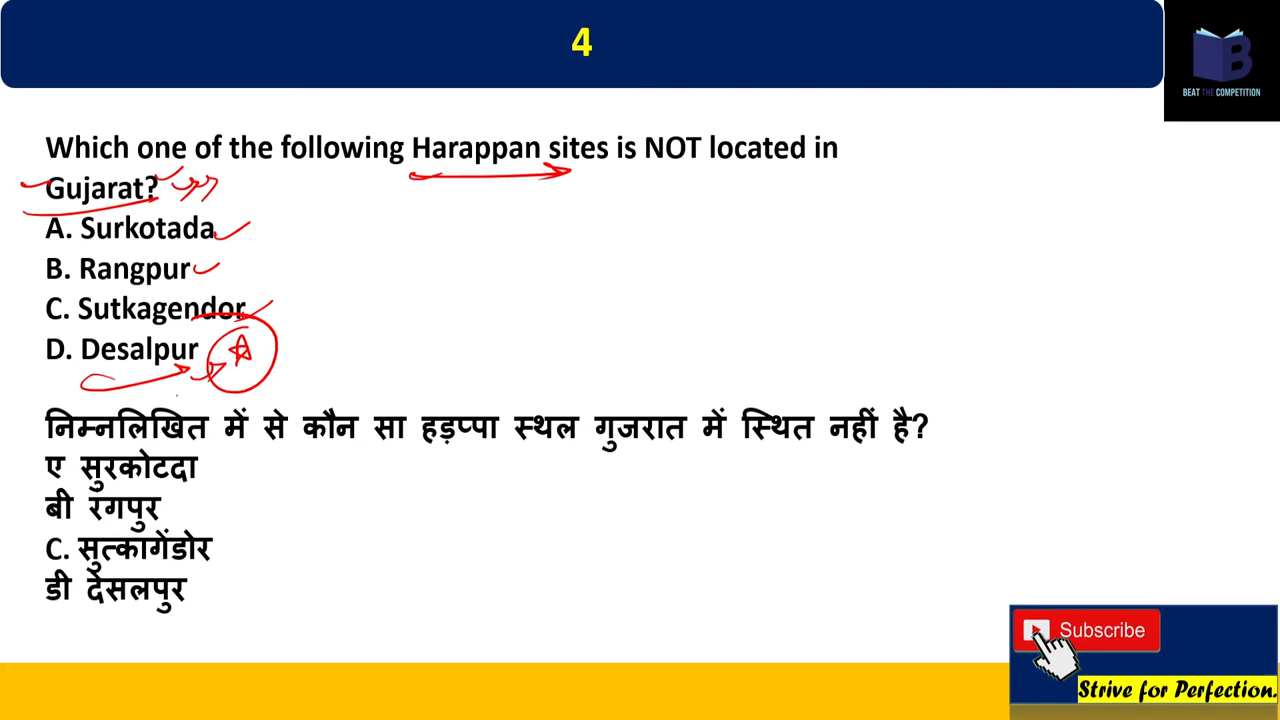 4
BEAT THE COMPETITION
Which one of the following Harappan sites is NOT located in
Gujarat?
A. Surkotada
B. Rangpur
C. Sutkagendor
D. Desalpur
निम्नलिखित में से कौन सा हड़प्पा स्थल गुजरात में स्थित नहीं है?
ए सुरकोटदा
बी रंगपुर
C. सुत्कागेंडोर
डी देसलपुर
Subscribe
Strive for Perfection.